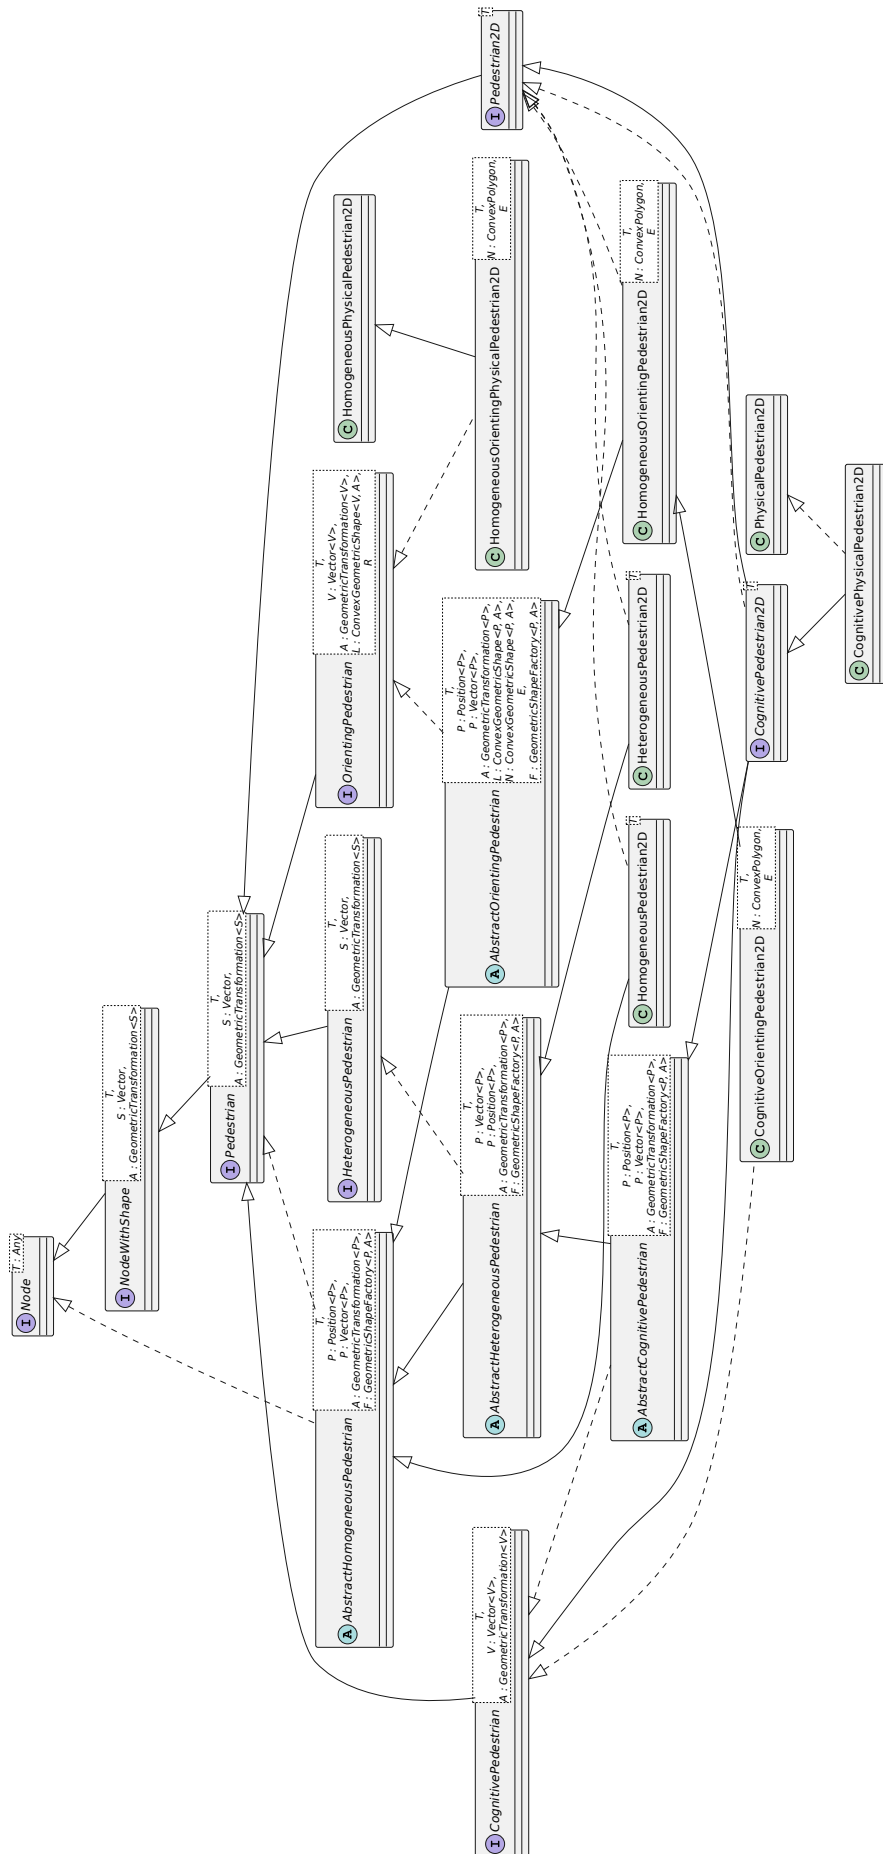 I Node
T : Any
I NodeWithShape
T,
S : Vector,
A : GeometricTransformation<S>
I Pedestrian
T,
S : Vector,
A : GeometricTransformation<S>
A AbstractHomogeneousPedestrian
T,
P : Position<P>,
P : Vector<P>,
A : GeometricTransformation<P>,
F : GeometricShapeFactory<P, A>
I HeterogeneousPedestrian
T,
S : Vector,
A : GeometricTransformation<S>
I OrientingPedestrian
T,
V : Vector<V>,
A : GeometricTransformation<V>,
L : ConvexGeometricShape<V, A>,
R
C HomogeneousPhysicalPedestrian2D
I CognitivePedestrian
T,
V : Vector<V>,
A : GeometricTransformation<V>
A AbstractHeterogeneousPedestrian
T,
P : Vector<P>,
P : Position<P>,
A : GeometricTransformation<P>,
F : GeometricShapeFactory<P, A>
A AbstractOrientingPedestrian
T,
P : Position<P>,
P : Vector<P>,
A : GeometricTransformation<P>,
L : ConvexGeometricShape<P, A>,
N : ConvexGeometricShape<P, A>,
E,
F : GeometricShapeFactory<P, A>
C HomogeneousOrientingPhysicalPedestrian2D
T,
N : ConvexPolygon,
E
I Pedestrian2D
T
A AbstractCognitivePedestrian
T,
P : Position<P>,
P : Vector<P>,
A : GeometricTransformation<P>,
F : GeometricShapeFactory<P, A>
C HomogeneousPedestrian2D
T
C HeterogeneousPedestrian2D
T
C HomogeneousOrientingPedestrian2D
T,
N : ConvexPolygon,
E
C CognitiveOrientingPedestrian2D
T,
N : ConvexPolygon,
E
I CognitivePedestrian2D
T
C PhysicalPedestrian2D
C CognitivePhysicalPedestrian2D